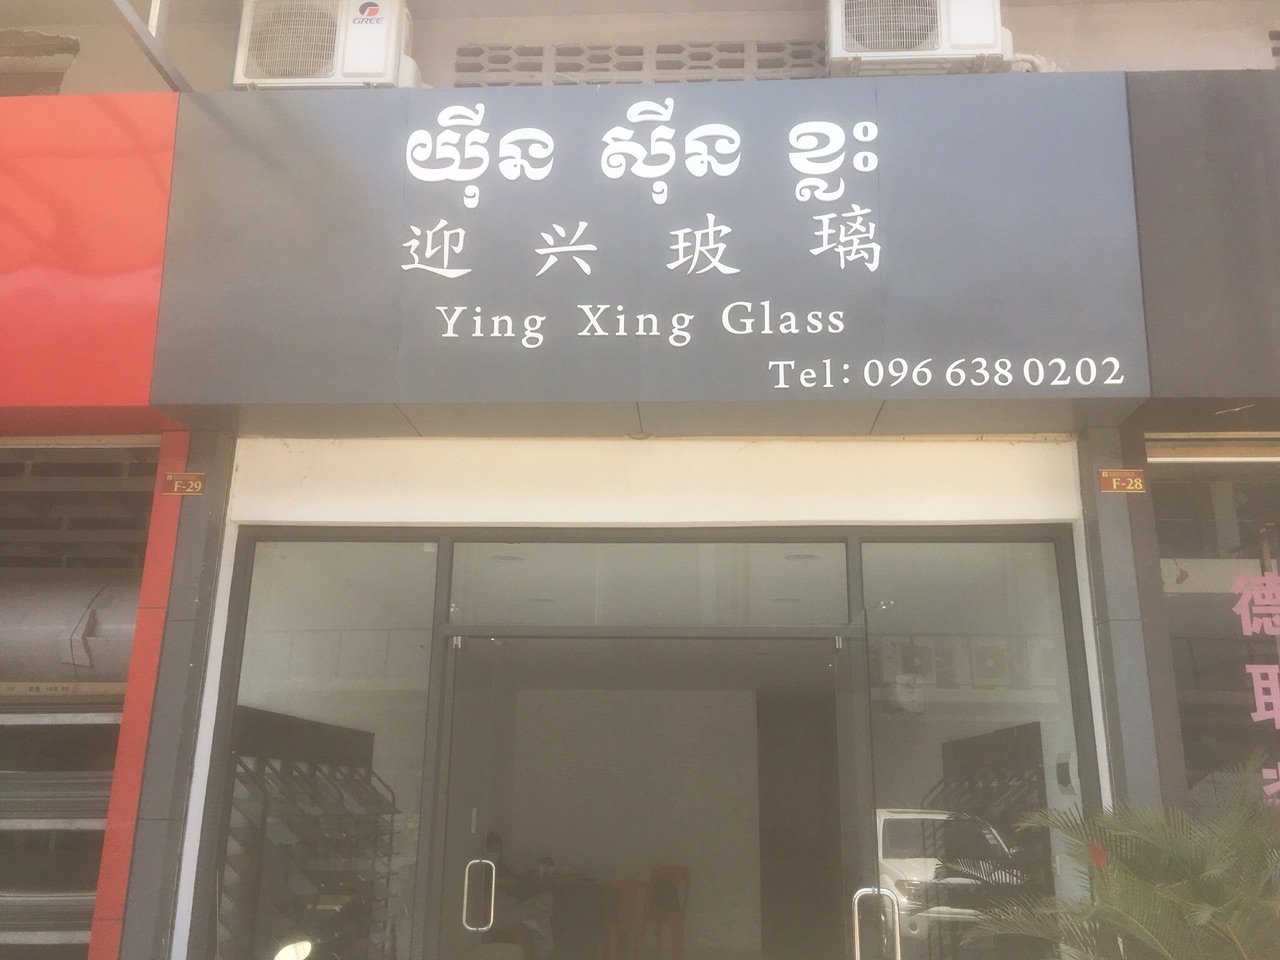 GREE
យ៉ីន ស៊ីន ខ្លះ
迎兴玻璃
Ying Xing Glass
Tel: 096 638 0202
F-29
F-28
德